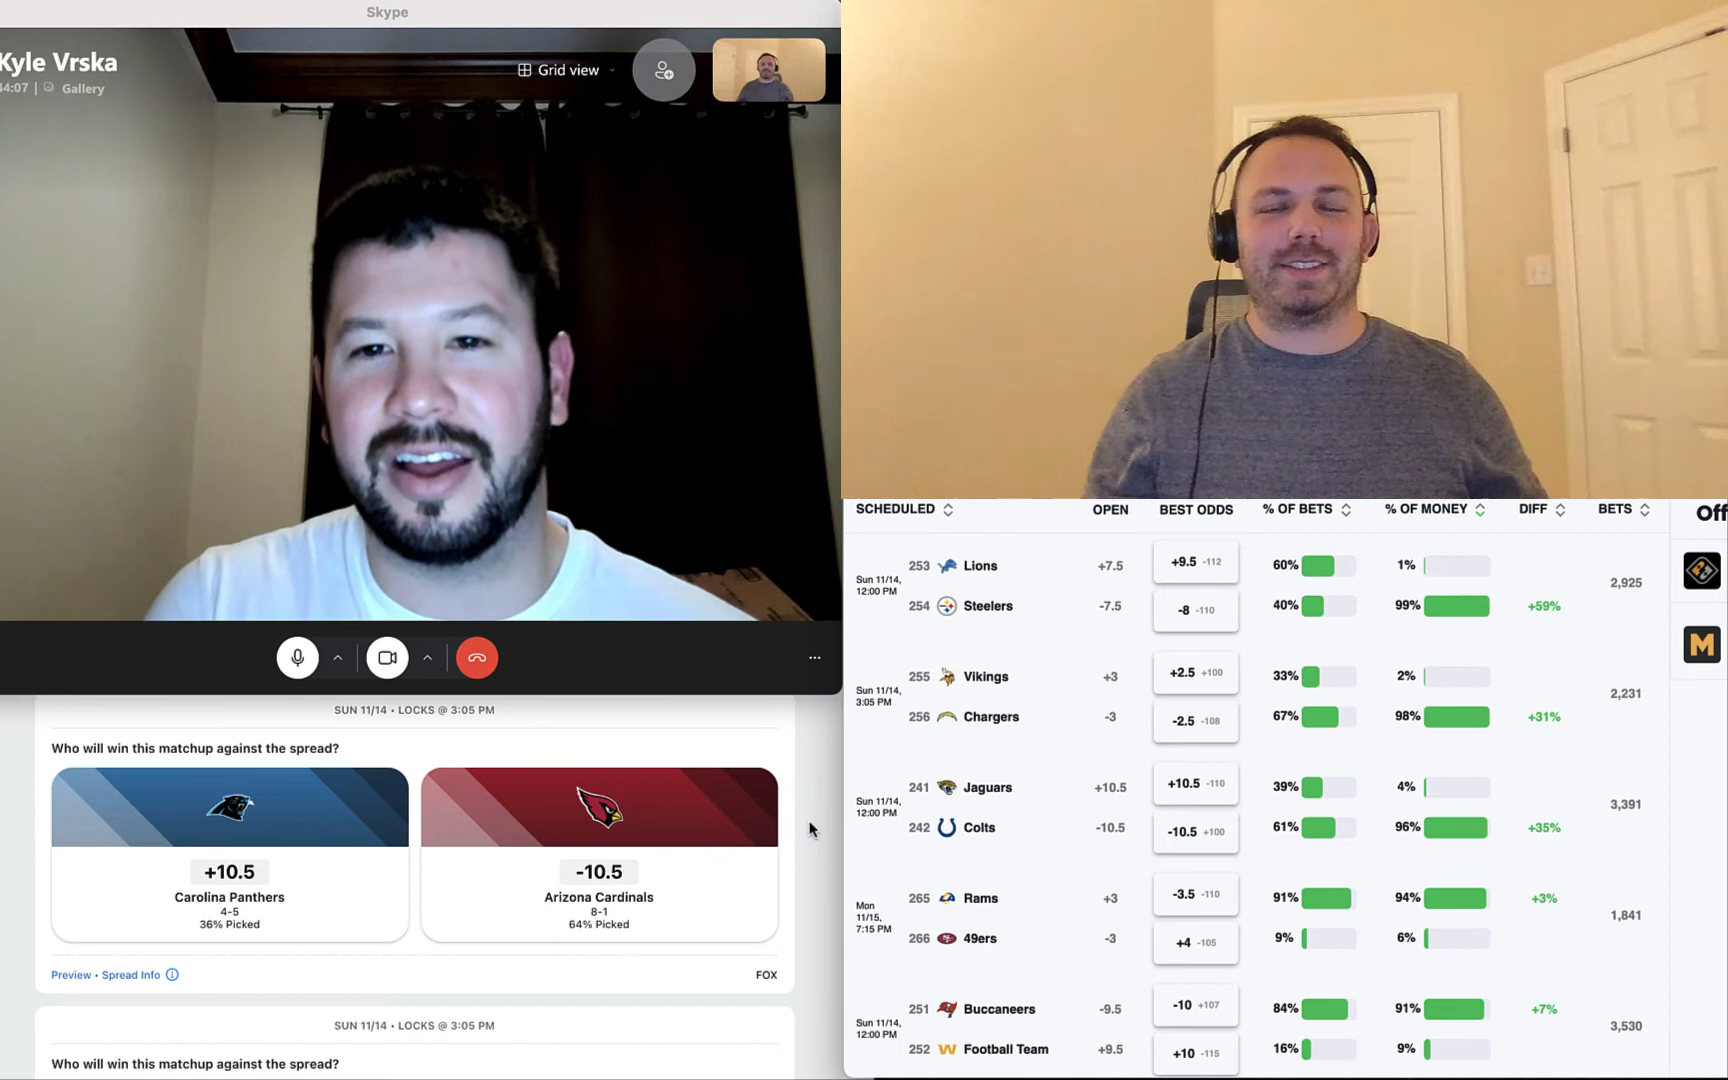 Skype
Kyle Vrska
44:07 | Gallery
Grid view
SUN 11/14 • LOCKS @ 3:05 PM
Who will win this matchup against the spread?
+10.5
Carolina Panthers
4-5
36% Picked
-10.5
Arizona Cardinals
8-1
64% Picked
Preview • Spread Info
FOX
SUN 11/14 • LOCKS @ 3:05 PM
Who will win this matchup against the spread?
SCHEDULED OPEN BEST ODDS % OF BETS % OF MONEY DIFF BETS
Off
Sun 11/14, 12:00 PM
253 Lions +7.5 +9.5 -112 60% 1%
2,925
254 Steelers -7.5 -8 -110 40% 99% +59%
Sun 11/14, 3:05 PM
255 Vikings +3 +2.5 +100 33% 2%
2,231
256 Chargers -3 -2.5 -108 67% 98% +31%
Sun 11/14, 12:00 PM
241 Jaguars +10.5 +10.5 -110 39% 4%
3,391
242 Colts -10.5 -10.5 +100 61% 96% +35%
Mon 11/15, 7:15 PM
265 Rams +3 -3.5 -110 91% 94% +3%
1,841
266 49ers -3 +4 -105 9% 6%
Sun 11/14, 12:00 PM
251 Buccaneers -9.5 -10 +107 84% 91% +7%
3,530
252 Football Team +9.5 +10 -115 16% 9%